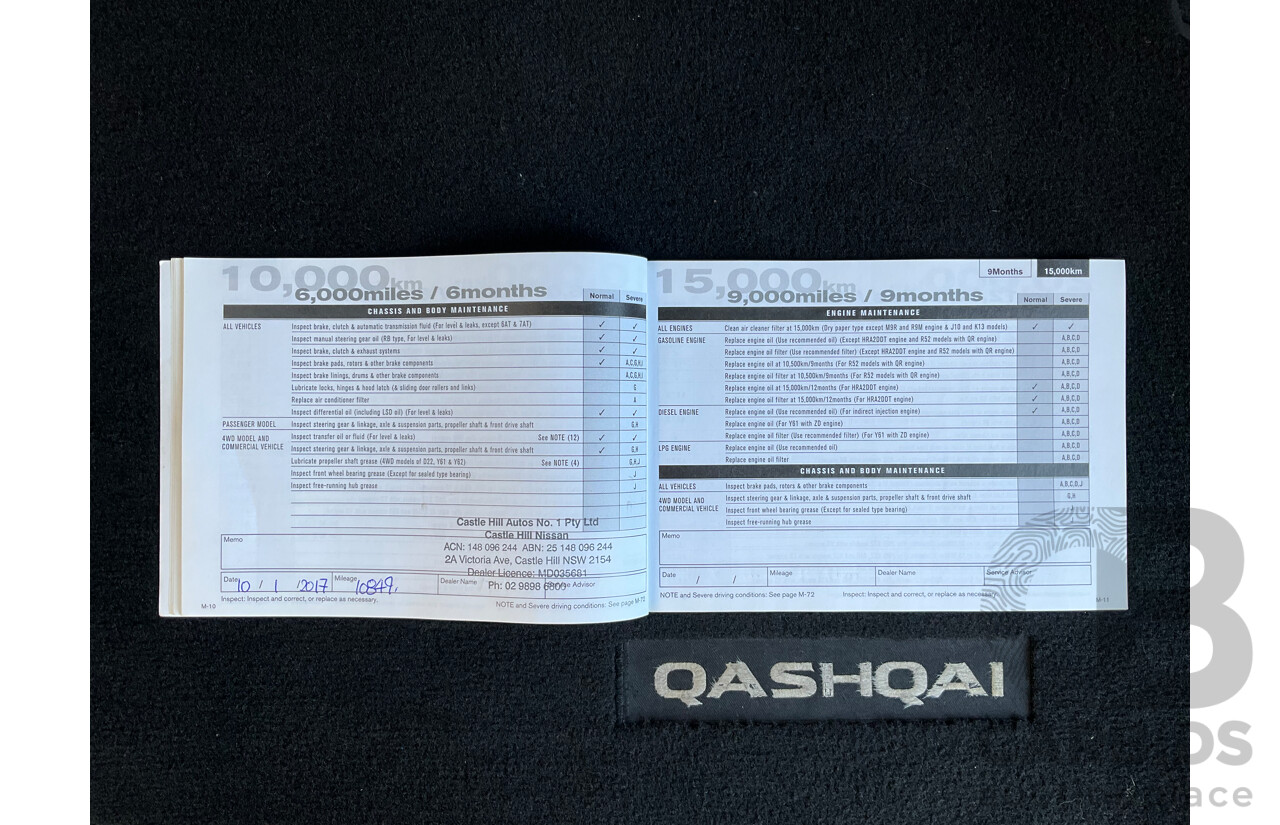 10,000km
6,000miles / 6months
Normal Severe
CHASSIS AND BODY MAINTENANCE
ALL VEHICLES Inspect brake, clutch & automatic transmission fluid (For level & leaks, except 6AT & 7AT) ✓ ✓
Inspect manual steering gear oil (RB type, For level & leaks) ✓ ✓
Inspect brake, clutch & exhaust systems ✓ ✓
Inspect brake pads, rotors & other brake components ✓ A,C,G,H,I
Inspect brake linings, drums & other brake components A,C,G,H,I
Lubricate locks, hinges & hood latch (& sliding door rollers and links) G
Replace air conditioner filter A
Inspect differential oil (including LSD oil) (For level & leaks) ✓ ✓
PASSENGER MODEL Inspect steering gear & linkage, axle & suspension parts, propeller shaft & front drive shaft G,H
4WD MODEL AND COMMERCIAL VEHICLE Inspect transfer oil or fluid (For level & leaks) See NOTE (12) ✓ ✓
Inspect steering gear & linkage, axle & suspension parts, propeller shaft & front drive shaft ✓ G,H
Lubricate propeller shaft grease (4WD models of D22, Y61 & Y62) See NOTE (4) G,H,J
Inspect front wheel bearing grease (Except for sealed type bearing) J
Inspect free-running hub grease J
Castle Hill Autos No. 1 Pty Ltd
Castle Hill Nissan
Memo
ACN: 148 096 244 ABN: 25 148 096 244
2A Victoria Ave, Castle Hill NSW 2154
Dealer Licence: MD035681
Ph: 02 9898 6809
Date 10 / 1 / 2017 Mileage 10849. Dealer Name Service Advisor
Inspect: Inspect and correct, or replace as necessary.
M-10 NOTE and Severe driving conditions: See page M-72
9Months 15,000km
15,000km
9,000miles / 9months
Normal Severe
ENGINE MAINTENANCE
ALL ENGINES Clean air cleaner filter at 15,000km (Dry paper type except M9R and R9M engine & J10 and K13 models) ✓ ✓
GASOLINE ENGINE Replace engine oil (Use recommended oil) (Except HRA2DDT engine and R52 models with QR engine) A,B,C,D
Replace engine oil filter (Use recommended filter) (Except HRA2DDT engine and R52 models with QR engine) A,B,C,D
Replace engine oil at 10,500km/9months (For R52 models with QR engine) A,B,C,D
Replace engine oil filter at 10,500km/9months (For R52 models with QR engine) A,B,C,D
Replace engine oil at 15,000/12months (For HRA2DDT engine) ✓ A,B,C,D
Replace engine oil filter at 15,000km/12months (For HRA2DDT engine) ✓ A,B,C,D
DIESEL ENGINE Replace engine oil (Use recommended oil) (For indirect injection engine) ✓ A,B,C,D
Replace engine oil (For Y61 with ZD engine) A,B,C,D
Replace engine oil filter (Use recommended filter) (For Y61 with ZD engine) A,B,C,D
LPG ENGINE Replace engine oil (Use recommended oil) A,B,C,D
Replace engine oil filter A,B,C,D
CHASSIS AND BODY MAINTENANCE
ALL VEHICLES Inspect brake pads, rotors & other brake components A,B,C,D,J
4WD MODEL AND COMMERCIAL VEHICLE Inspect steering gear & linkage, axle & suspension parts, propeller shaft & front drive shaft G,H
Inspect front wheel bearing grease (Except for sealed type bearing)
Inspect free-running hub grease
Memo
Date / / Mileage Dealer Name Service Advisor
NOTE and Severe driving conditions: See page M-72 Inspect: Inspect and correct, or replace as necessary.
M-11
QASHQAI
os
ace